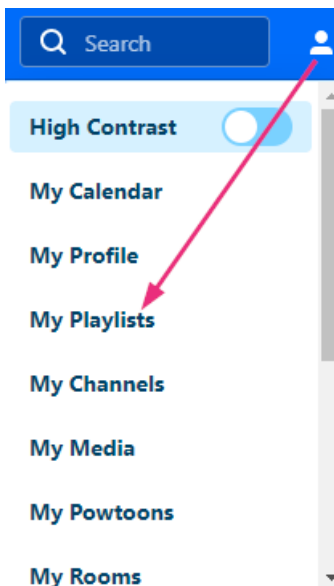 Search
High Contrast
My Calendar
My Profile
My Playlists
My Channels
My Media
My Powtoons
My Rooms